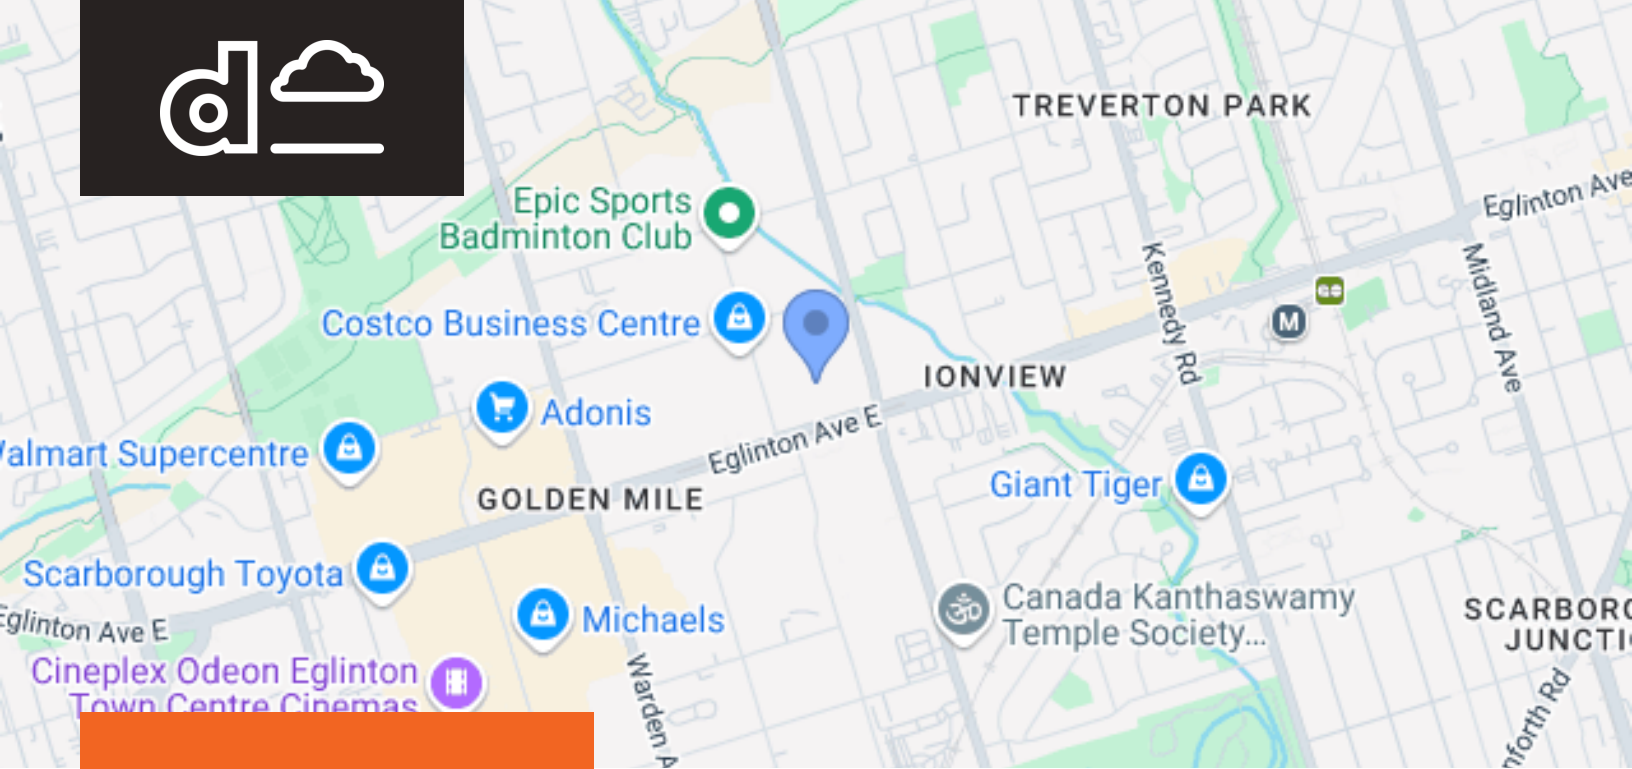 TREVERTON PARK
Eglinton Ave
Epic Sports
Badminton Club
Kennedy Rd
Midland Ave
M
Costco Business Centre
IONVIEW
Adonis
Eglinton Ave E
Walmart Supercentre
Giant Tiger
GOLDEN MILE
Scarborough Toyota
Canada Kanthaswamy
Temple Society...
Michaels
Eglinton Ave E
SCARBORO
JUNCTI
Cineplex Odeon Eglinton
Town Centre Cinemas
Warden A
nforth Rd